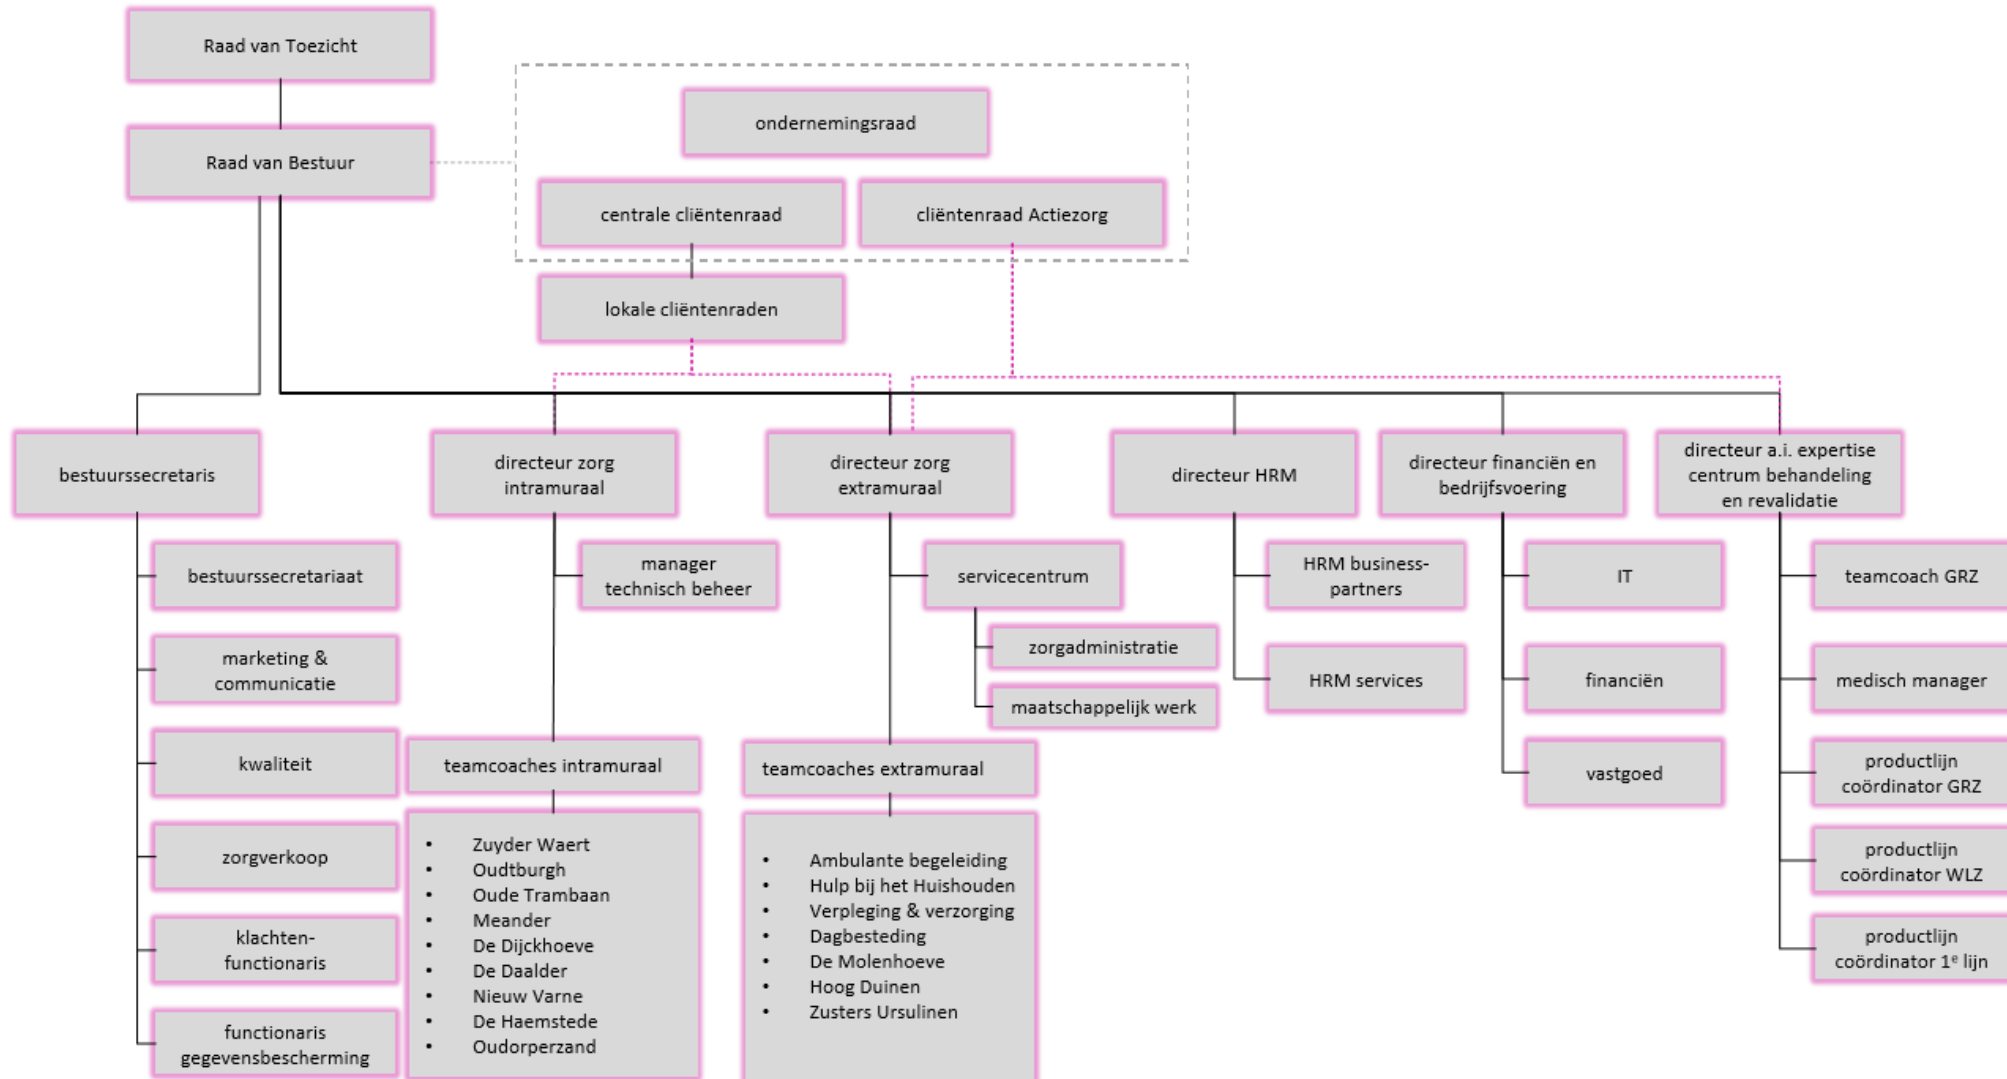 Raad van Toezicht
Raad van Bestuur
ondernemingsraad
centrale cliëntenraad
cliëntenraad Actiezorg
lokale cliëntenraden
bestuurssecretaris
directeur zorg
intramuraal
directeur zorg
extramuraal
directeur HRM
directeur financiën en
bedrijfsvoering
directeur a.i. expertise
centrum behandeling
en revalidatie
bestuurssecretariaat
marketing &
communicatie
kwaliteit
zorgverkoop
klachten-
functionaris
functionaris
gegevensbescherming
manager
technisch beheer
teamcoaches intramuraal
• Zuyder Waert
• Oudtburgh
• Oude Trambaan
• Meander
• De Dijckhoeve
• De Daalder
• Nieuw Varne
• De Haemstede
• Oudorperzand
servicecentrum
zorgadministratie
maatschappelijk werk
teamcoaches extramuraal
• Ambulante begeleiding
• Hulp bij het Huishouden
• Verpleging & verzorging
• Dagbesteding
• De Molenhoeve
• Hoog Duinen
• Zusters Ursulinen
HRM business-
partners
HRM services
IT
financiën
vastgoed
teamcoach GRZ
medisch manager
productlijn
coördinator GRZ
productlijn
coördinator WLZ
productlijn
coördinator 1ᵉ lijn